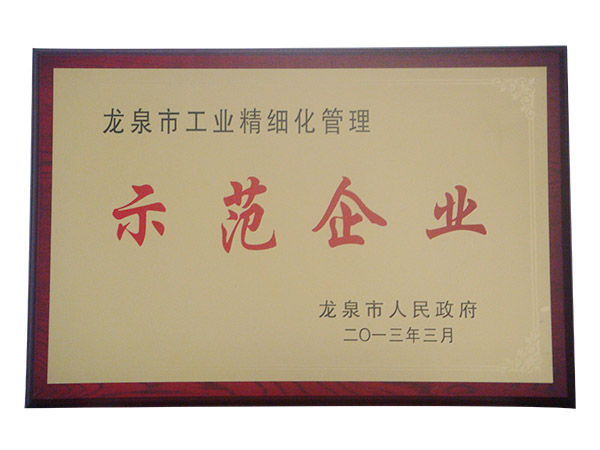 龙泉市工业精细化管理
示范企业
龙泉市人民政府
二〇一三年三月